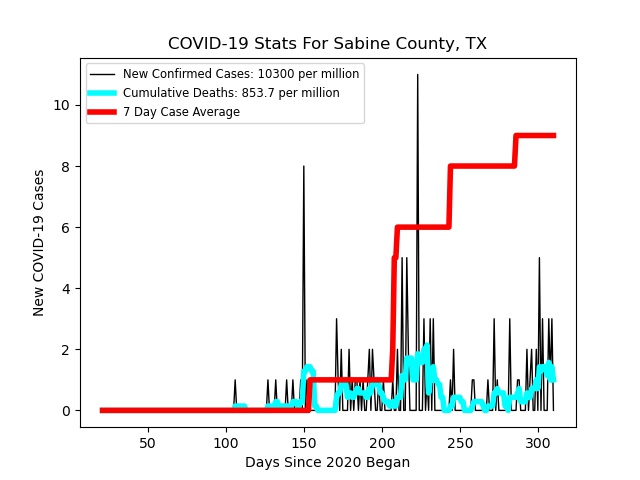 COVID-19 Stats For Sabine County, TX
New Confirmed Cases: 10300 per million
Cumulative Deaths: 853.7 per million
7 Day Case Average
New COVID-19 Cases
10
8
6
4
2
0
50 100 150 200 250 300
Days Since 2020 Began